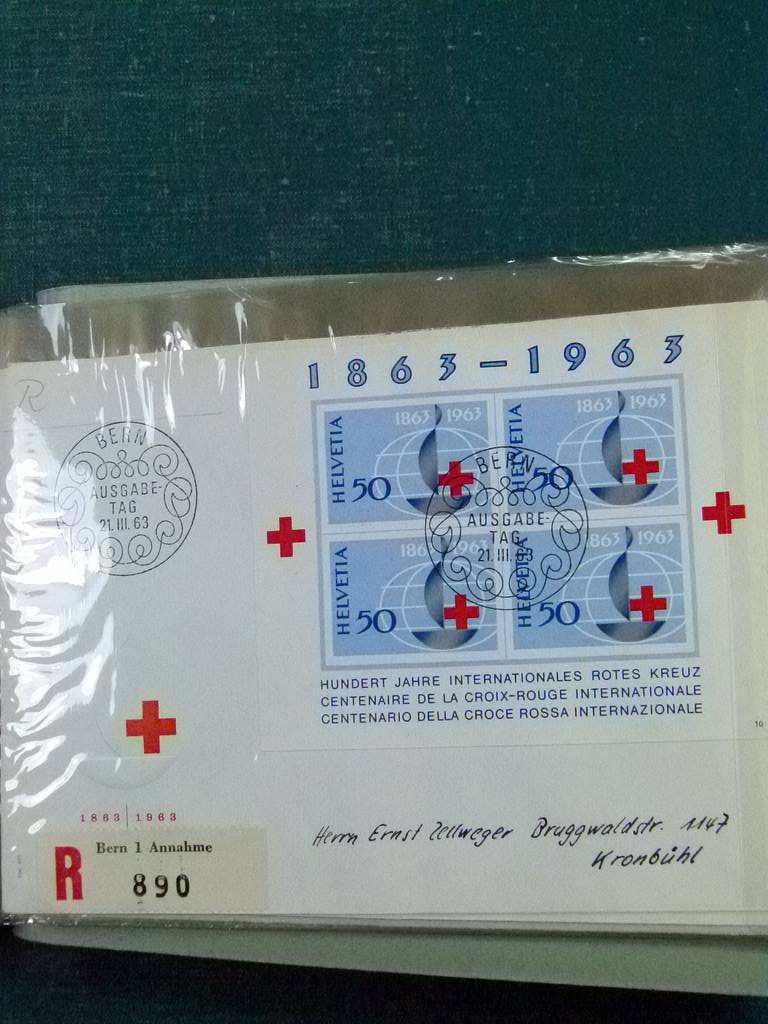 1863–1963
R
BERN
AUSGABE-
TAG
21.III.63
HELVETIA
50
1863 1963
HELVETIA
50
1863 1963
BERN
AUSGABE-
TAG
21.III.63
HELVETIA
50
1863 1963
HELVETIA
50
1863 1963
HUNDERT JAHRE INTERNATIONALES ROTES KREUZ
CENTENAIRE DE LA CROIX-ROUGE INTERNATIONALE
CENTENARIO DELLA CROCE ROSSA INTERNAZIONALE
10
1863 | 1963
R
Bern 1 Annahme
890
Herrn Ernst Zellweger Bruggwaldstr. 1147
Kronbühl